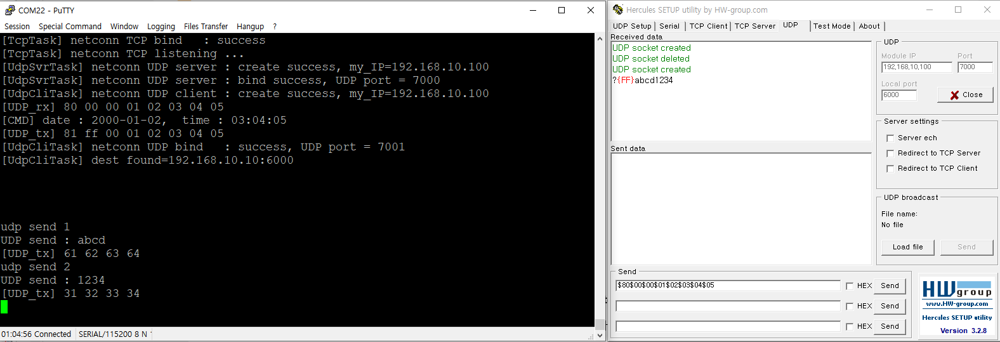 COM22 - PuTTY
Session Special Command Window Logging Files Transfer Hangup ?
[TcpTask] netconn TCP bind   : success
[TcpTask] netconn TCP listening ...
[UdpSvrTask] netconn UDP server : create success, my_IP=192.168.10.100
[UdpSvrTask] netconn UDP server : bind success, UDP port = 7000
[UdpCliTask] netconn UDP client : create success, my_IP=192.168.10.100
[UDP_rx] 80 00 00 01 02 03 04 05
[CMD] date : 2000-01-02,  time : 03:04:05
[UDP_tx] 81 ff 00 01 02 03 04 05
[UdpCliTask] netconn UDP bind   : success, UDP port = 7001
[UdpCliTask] dest found=192.168.10.10:6000
udp send 1
UDP send : abcd
[UDP_tx] 61 62 63 64
udp send 2
UDP send : 1234
[UDP_tx] 31 32 33 34
01:04:56 Connected SERIAL/115200 8 N
Hercules SETUP utility by HW-group.com
UDP Setup Serial TCP Client TCP Server UDP Test Mode About
Received data
UDP socket created
UDP socket deleted
UDP socket created
?{FF}abcd1234
Sent data
Send
$80$00$00$01$02$03$04$05 HEX Send
HEX Send
HEX Send
UDP
Module IP Port
192,168,10,100 7000
Local port
6000 Close
Server settings
Server ech
Redirect to TCP Server
Redirect to TCP Client
UDP broadcast
File name:
No file
Load file Send
HWgroup
www.HW-group.com
Hercules SETUP utility
Version 3.2.8